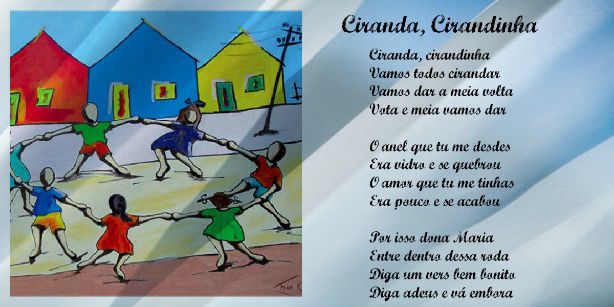 Ciranda, Cirandinha
Ciranda, cirandinha
Vamos todos cirandar
Vamos dar a meia volta
Vota e meia vamos dar
O anel que tu me desdes
Era vidro e se quebrou
O amor que tu me tinhas
Era pouco e se acabou
Por isso dona Maria
Entre dentro dessa roda
Diga um vers bem bonito
Diga adeus e vá embora